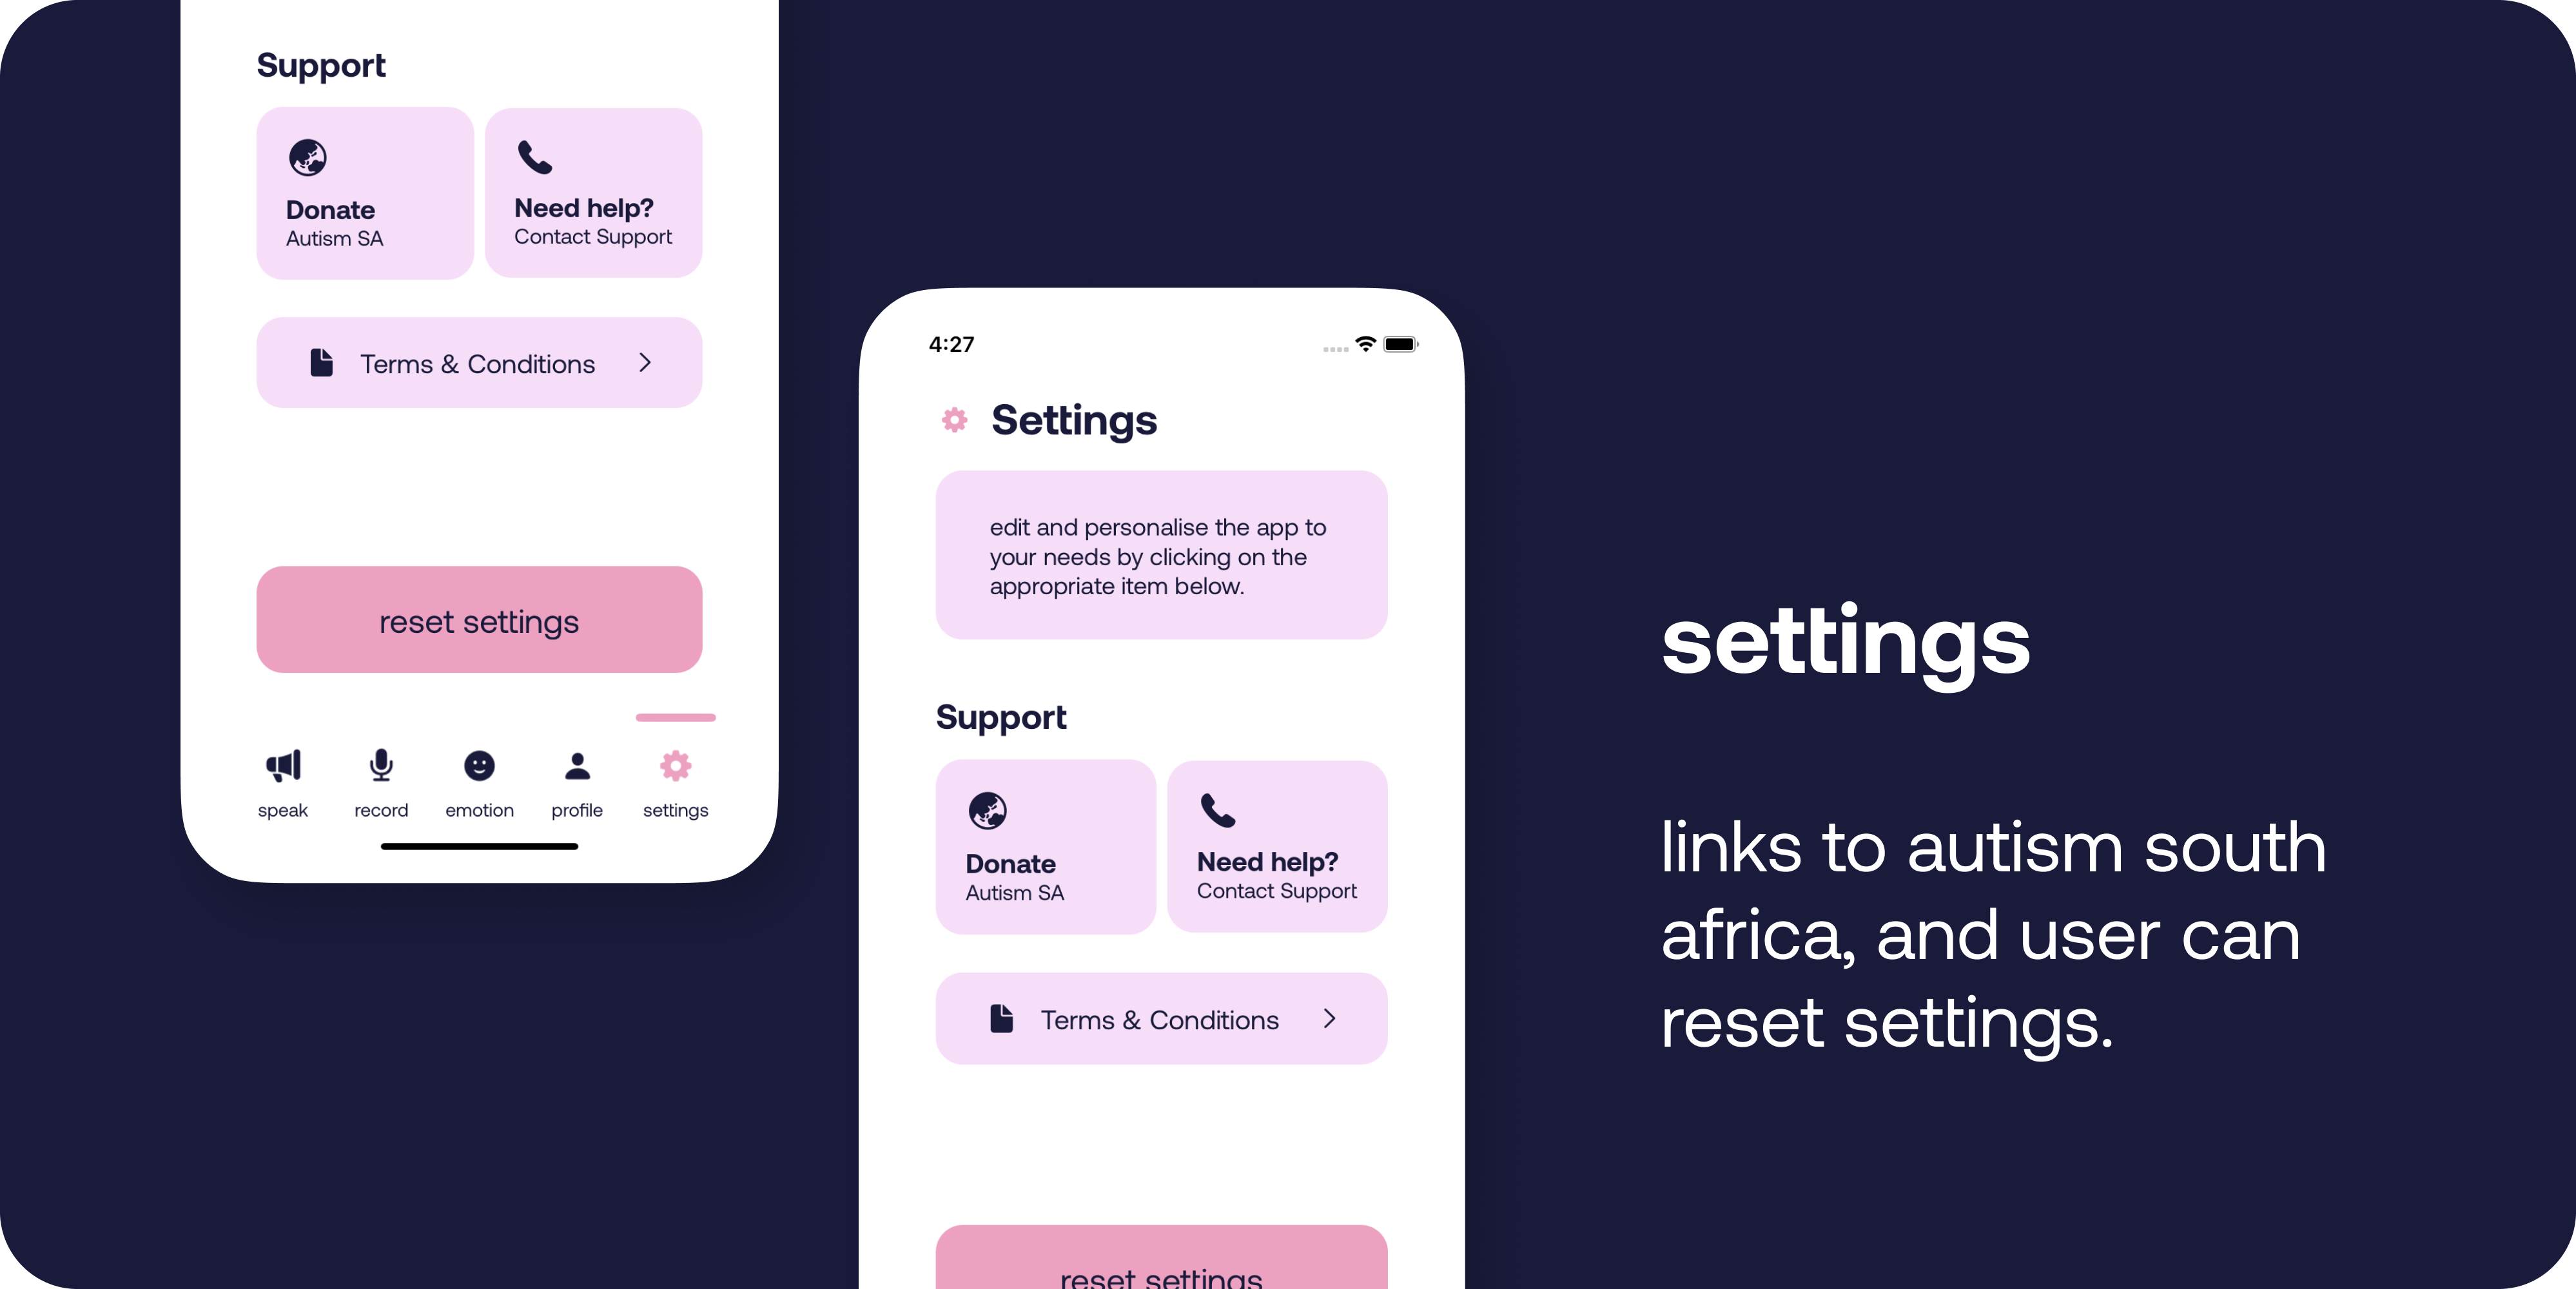 Support
Donate
Autism SA
Need help?
Contact Support
Terms & Conditions
reset settings
speak
record
emotion
profile
settings
4:27
Settings
edit and personalise the app to
your needs by clicking on the
appropriate item below.
Support
Donate
Autism SA
Need help?
Contact Support
Terms & Conditions
reset settings
settings
links to autism south
africa, and user can
reset settings.